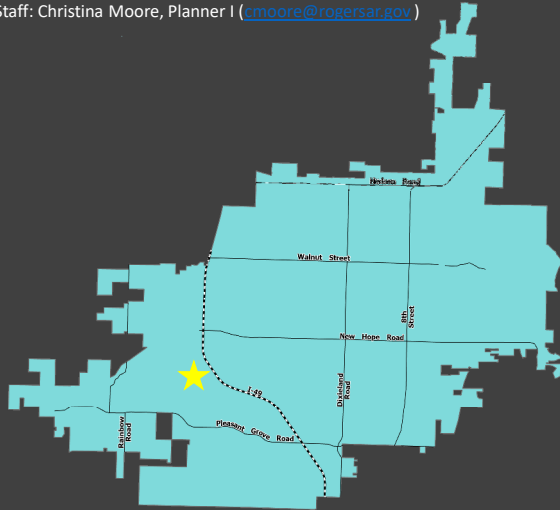 Staff: Christina Moore, Planner I (cmoore@rogersar.gov )
Road
Walnut Street
8th
Street
New Hope Road
I-49
Dixieland
Road
Pleasant Grove Road
Rainbow
Road